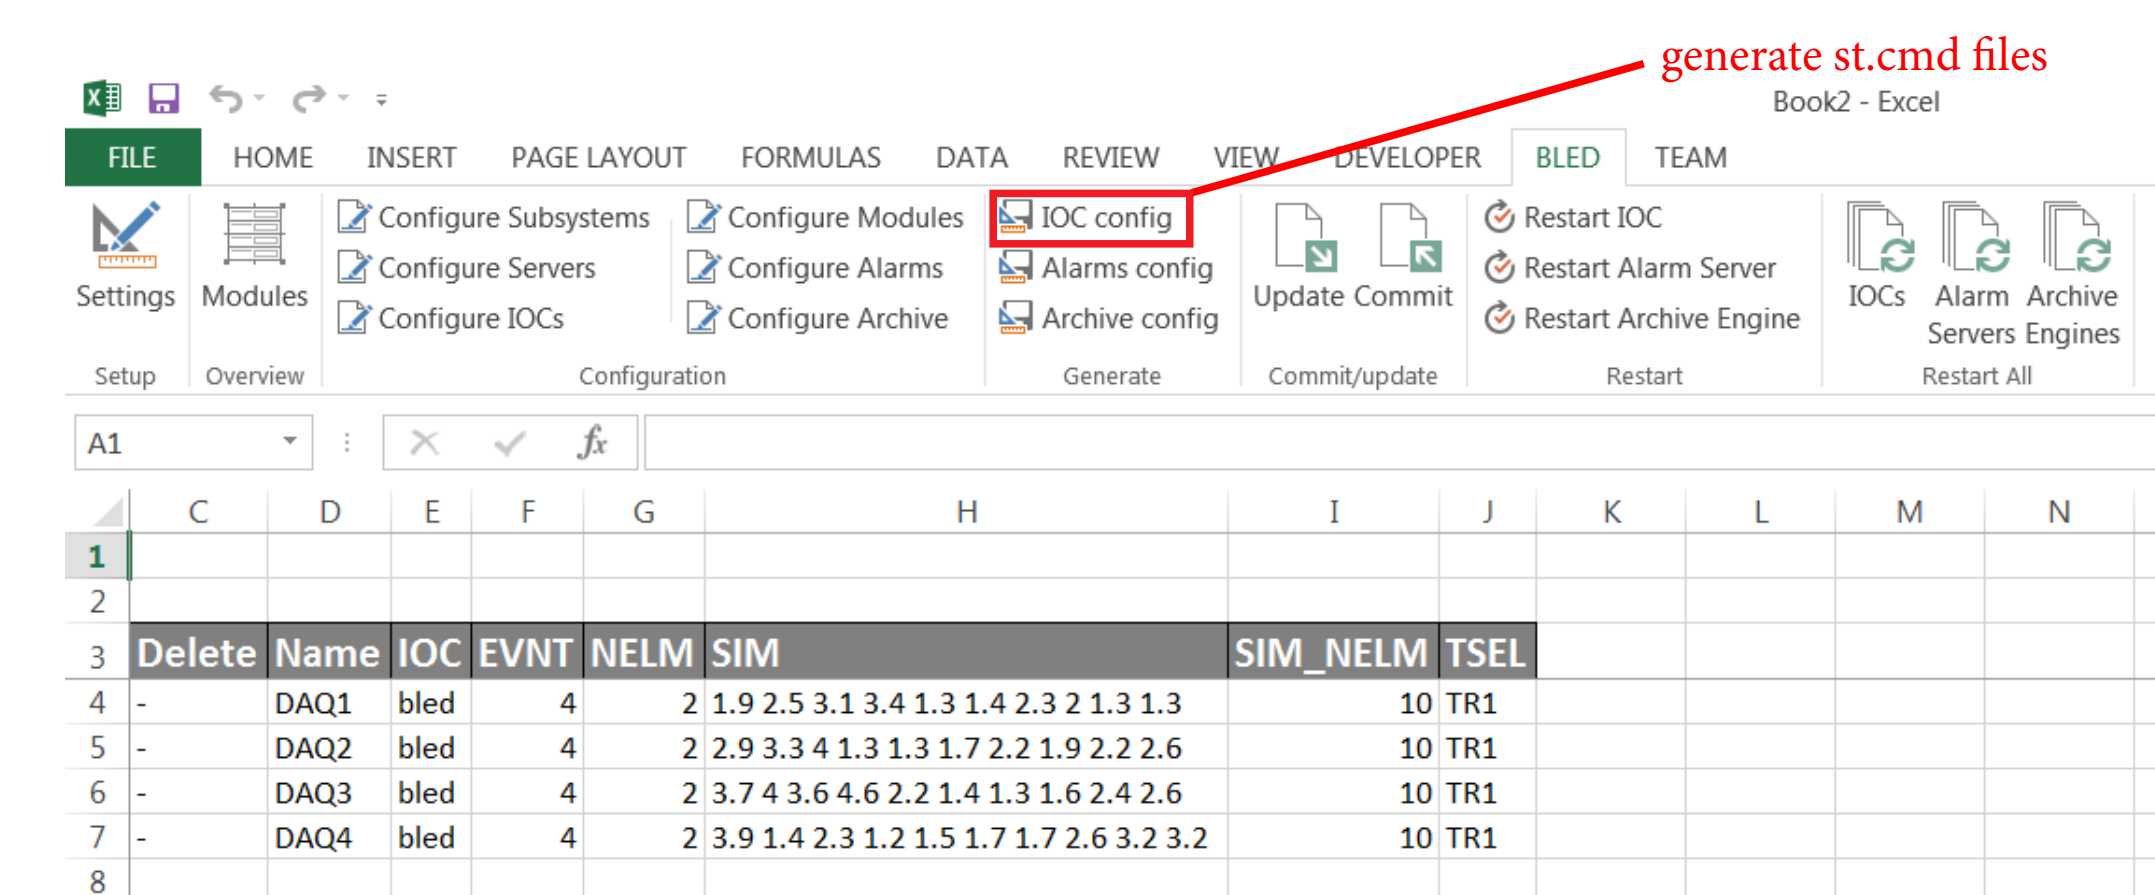 generate st.cmd files
Book2 - Excel
FILE HOME INSERT PAGE LAYOUT FORMULAS DATA REVIEW VIEW DEVELOPER BLED TEAM
Settings Modules
Configure Subsystems Configure Modules IOC config
Configure Servers Configure Alarms Alarms config
Configure IOCs Configure Archive Archive config
Update Commit
Restart IOC
Restart Alarm Server
Restart Archive Engine
IOCs Alarm Servers Archive Engines
Setup Overview Configuration Generate Commit/update Restart Restart All
A1 fx
C D E F G H I J K L M N
1
2
3 Delete Name IOC EVNT NELM SIM SIM_NELM TSEL
4 - DAQ1 bled 4 2 1.9 2.5 3.1 3.4 1.3 1.4 2.3 2 1.3 1.3 10 TR1
5 - DAQ2 bled 4 2 2.9 3.3 4 1.3 1.3 1.7 2.2 1.9 2.2 2.6 10 TR1
6 - DAQ3 bled 4 2 3.7 4 3.6 4.6 2.2 1.4 1.3 1.6 2.4 2.6 10 TR1
7 - DAQ4 bled 4 2 3.9 1.4 2.3 1.2 1.5 1.7 1.7 2.6 3.2 3.2 10 TR1
8